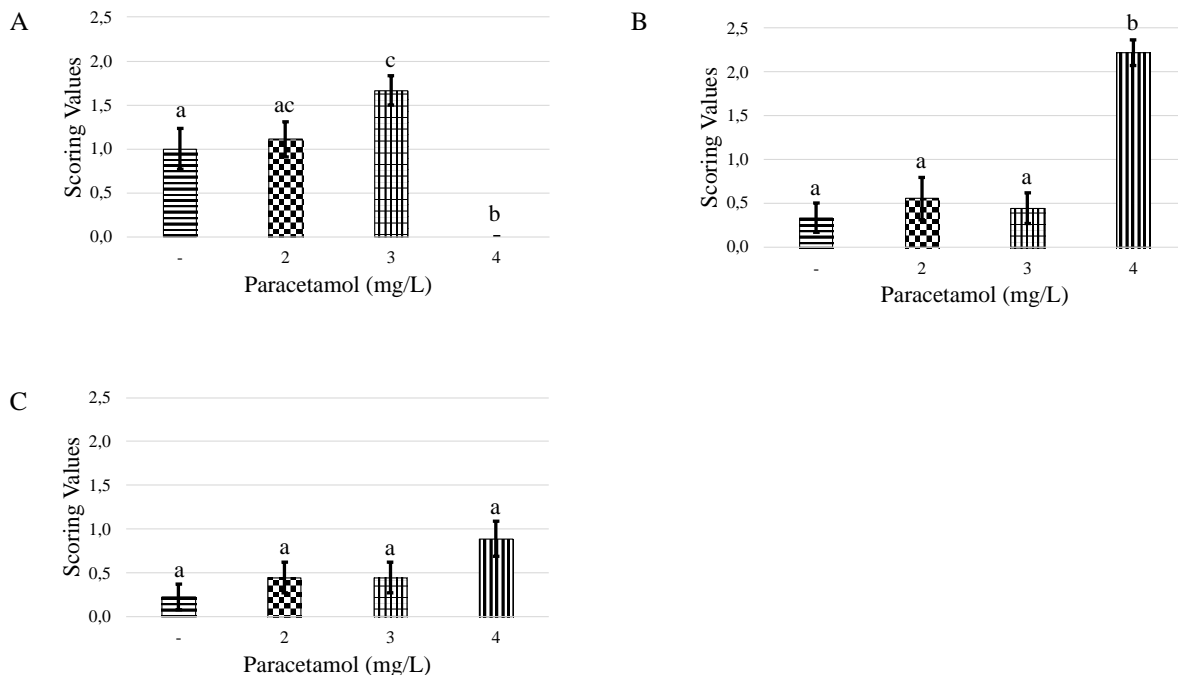 A
Scoring Values
2,5
2,0
1,5
1,0
0,5
0,0
a
ac
c
b
- 2 3 4
Paracetamol (mg/L)
B
Scoring Values
2,5
2,0
2,5
1,0
0,5
0,0
a
a
a
b
- 2 3 4
Paracetamol (mg/L)
C
Scoring Values
2,5
2,0
1,5
1,0
0,5
0,0
a
a
a
a
- 2 3 4
Paracetamol (mg/L)